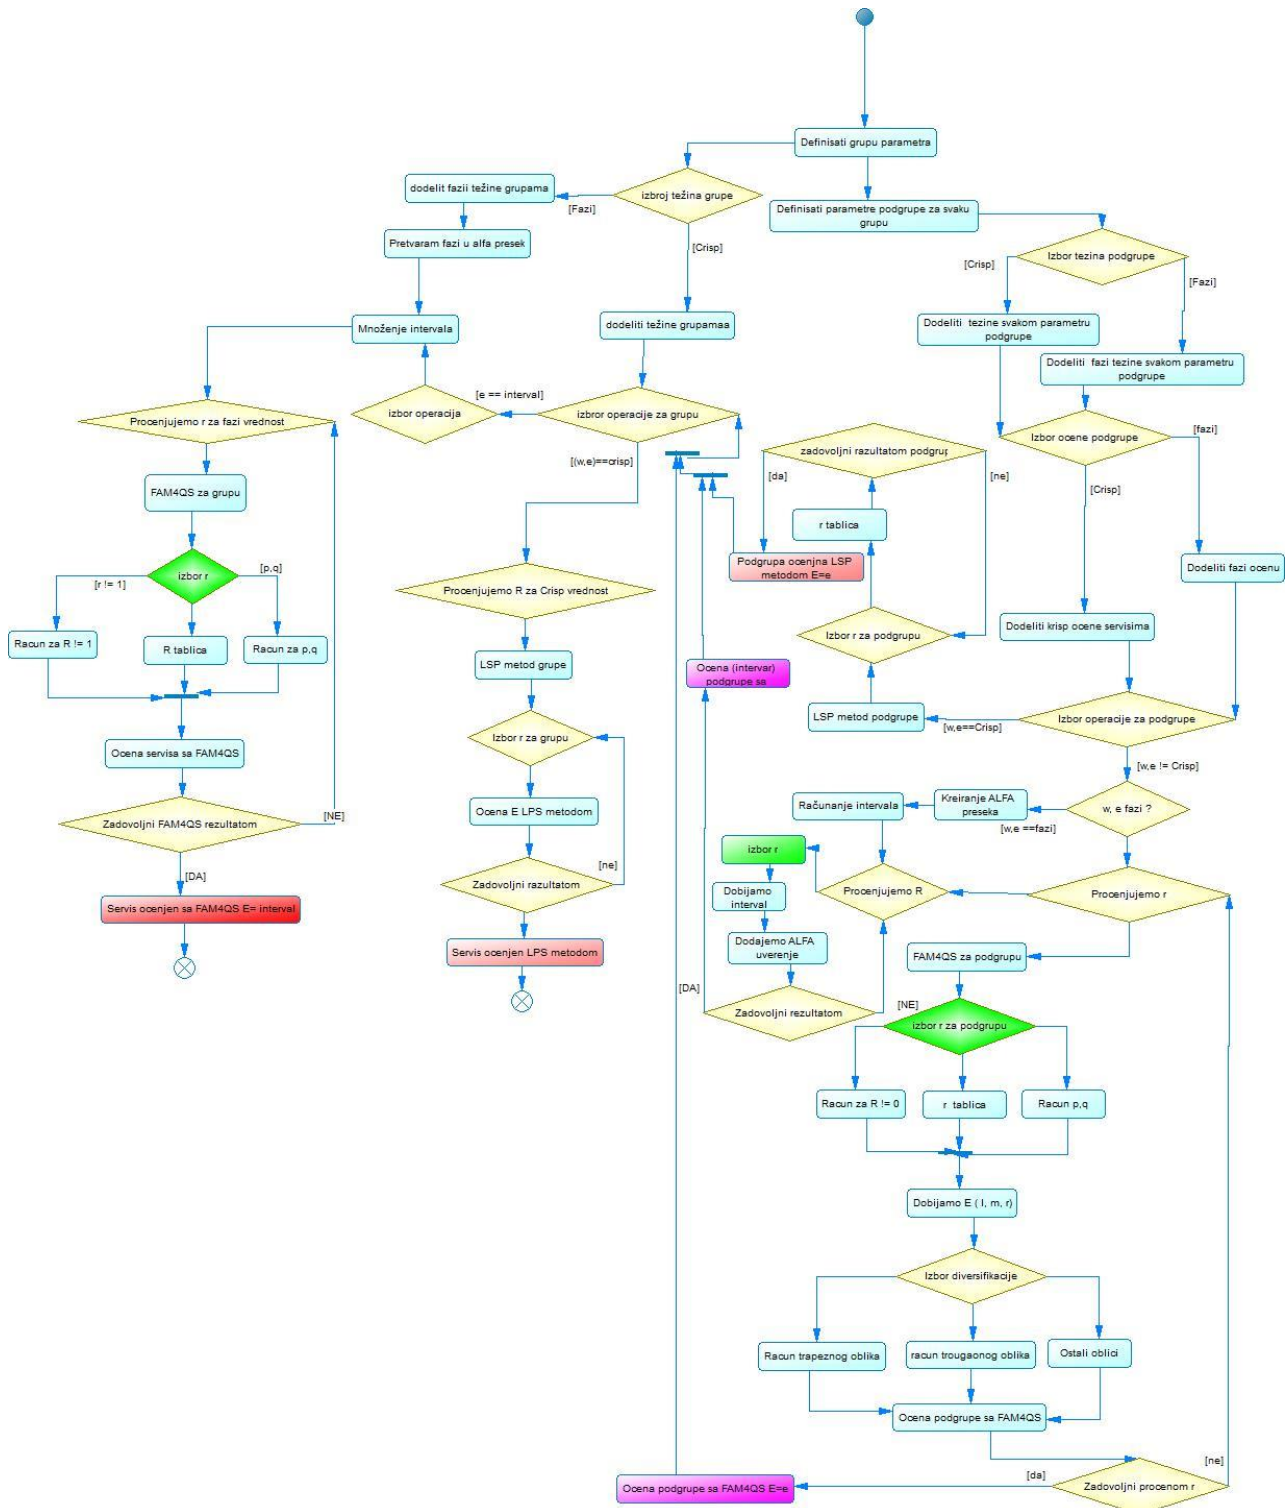 Definisati grupu parametra
izbroj težina grupe
dodelit fazii težine grupama
[Fazi]
Pretvaram fazi u alfa presek
[Crisp]
Definisati parametre podgrupe za svaku
grupu
Izbor tezina podgrupe
[Crisp]
[Fazi]
Množenje intervala
dodeliti težine grupamaa
Dodeliti  tezine svakom parametru
podgrupe
Dodeliti  fazi tezine svakom parametru
podgrupe
izbor operacija
[e == interval]
izbror operacije za grupu
[(w,e)==crisp]
Izbor ocene podgrupe
[fazi]
[Crisp]
Procenjujemo r za fazi vrednost
FAM4QS za grupu
izbor r
[r != 1]
[p,q]
Racun za R != 1
R tablica
Racun za p,q
Ocena servisa sa FAM4QS
Zadovoljni FAM4QS rezultatom
[NE]
[DA]
Servis ocenjen sa FAM4QS E= interval
Procenjujemo R za Crisp vrednost
LSP metod grupe
Izbor r za grupu
Ocena E LPS metodom
Zadovoljni razultatom
[ne]
Servis ocenjen LPS metodom
zadovoljni razultatom podgrup
[da]
[ne]
r tablica
Podgrupa ocenjna LSP
metodom E=e
Izbor r za podgrupu
Ocena (intervar)
podgrupe sa
LSP metod podgrupe
[w,e==Crisp]
Dodeliti fazi ocenu
Dodeliti krisp ocene servisima
Izbor operacije za podgrupe
[w,e != Crisp]
w, e fazi ?
Kreiranje ALFA
preseka
[w,e ==fazi]
Računanje intervala
izbor r
Procenjujemo R
Procenjujemo r
Dobijamo
interval
Dodajemo ALFA
uverenje
[DA]
Zadovoljni rezultatom
[NE]
FAM4QS za podgrupu
izbor r za podgrupu
Racun za R != 0
r  tablica
Racun p,q
Dobijamo E ( l, m, r)
Izbor diversifikacije
Racun trapeznog oblika
racun trougaonog oblika
Ostali oblici
Ocena podgrupe sa FAM4QS
[ne]
[da]
Zadovoljni procenom r
Ocena podgrupe sa FAM4QS E=e